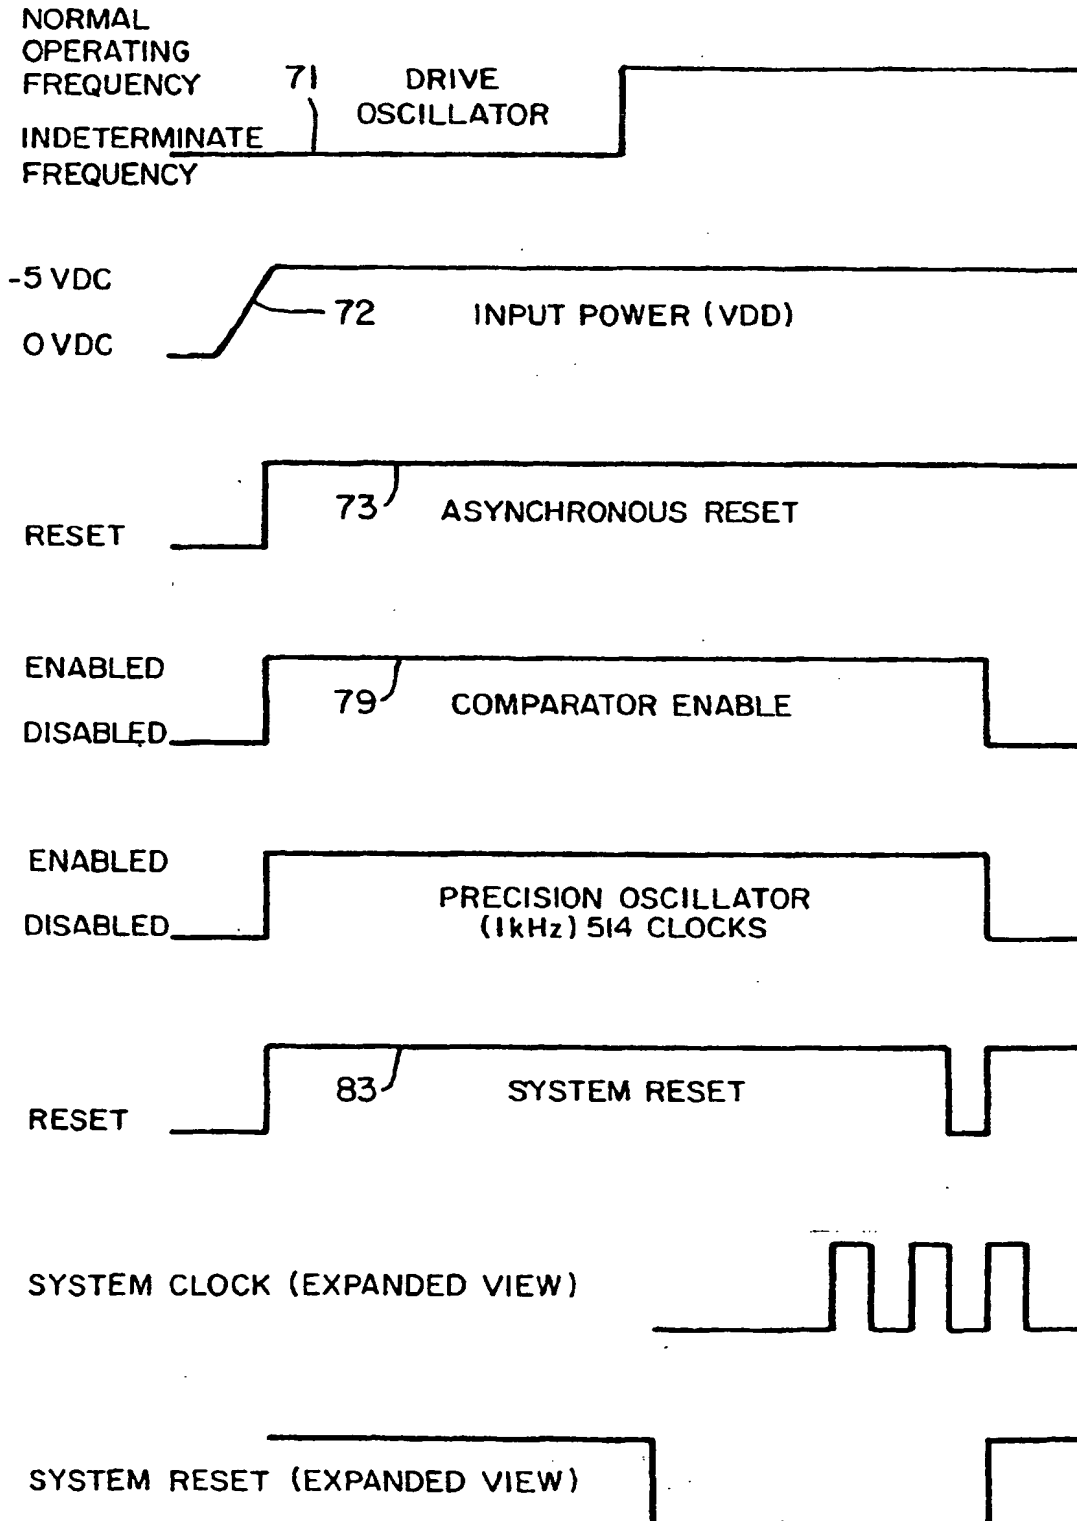 NORMAL
OPERATING
FREQUENCY
71
DRIVE
OSCILLATOR
INDETERMINATE
FREQUENCY
-5 VDC
72
INPUT POWER (VDD)
0 VDC
73
ASYNCHRONOUS RESET
RESET
ENABLED
79
COMPARATOR ENABLE
DISABLED
ENABLED
PRECISION OSCILLATOR
DISABLED
(1kHz) 514 CLOCKS
83
SYSTEM RESET
RESET
SYSTEM CLOCK (EXPANDED VIEW)
SYSTEM RESET (EXPANDED VIEW)